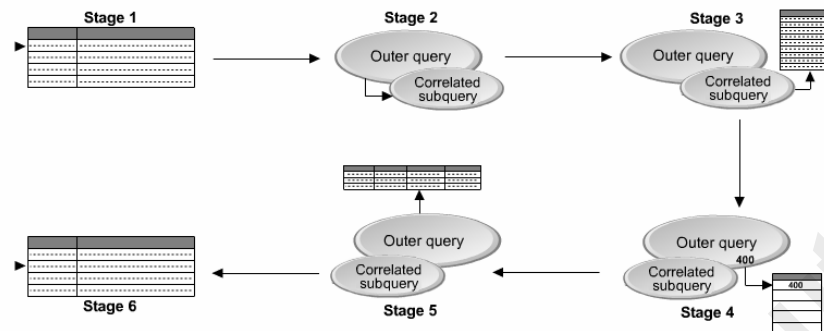 Stage 1
Stage 2
Outer query
Correlated
subquery
Stage 3
Outer query
Correlated
subquery
Outer query
400
Correlated
subquery
400
Stage 4
Outer query
Correlated
subquery
Stage 5
Stage 6